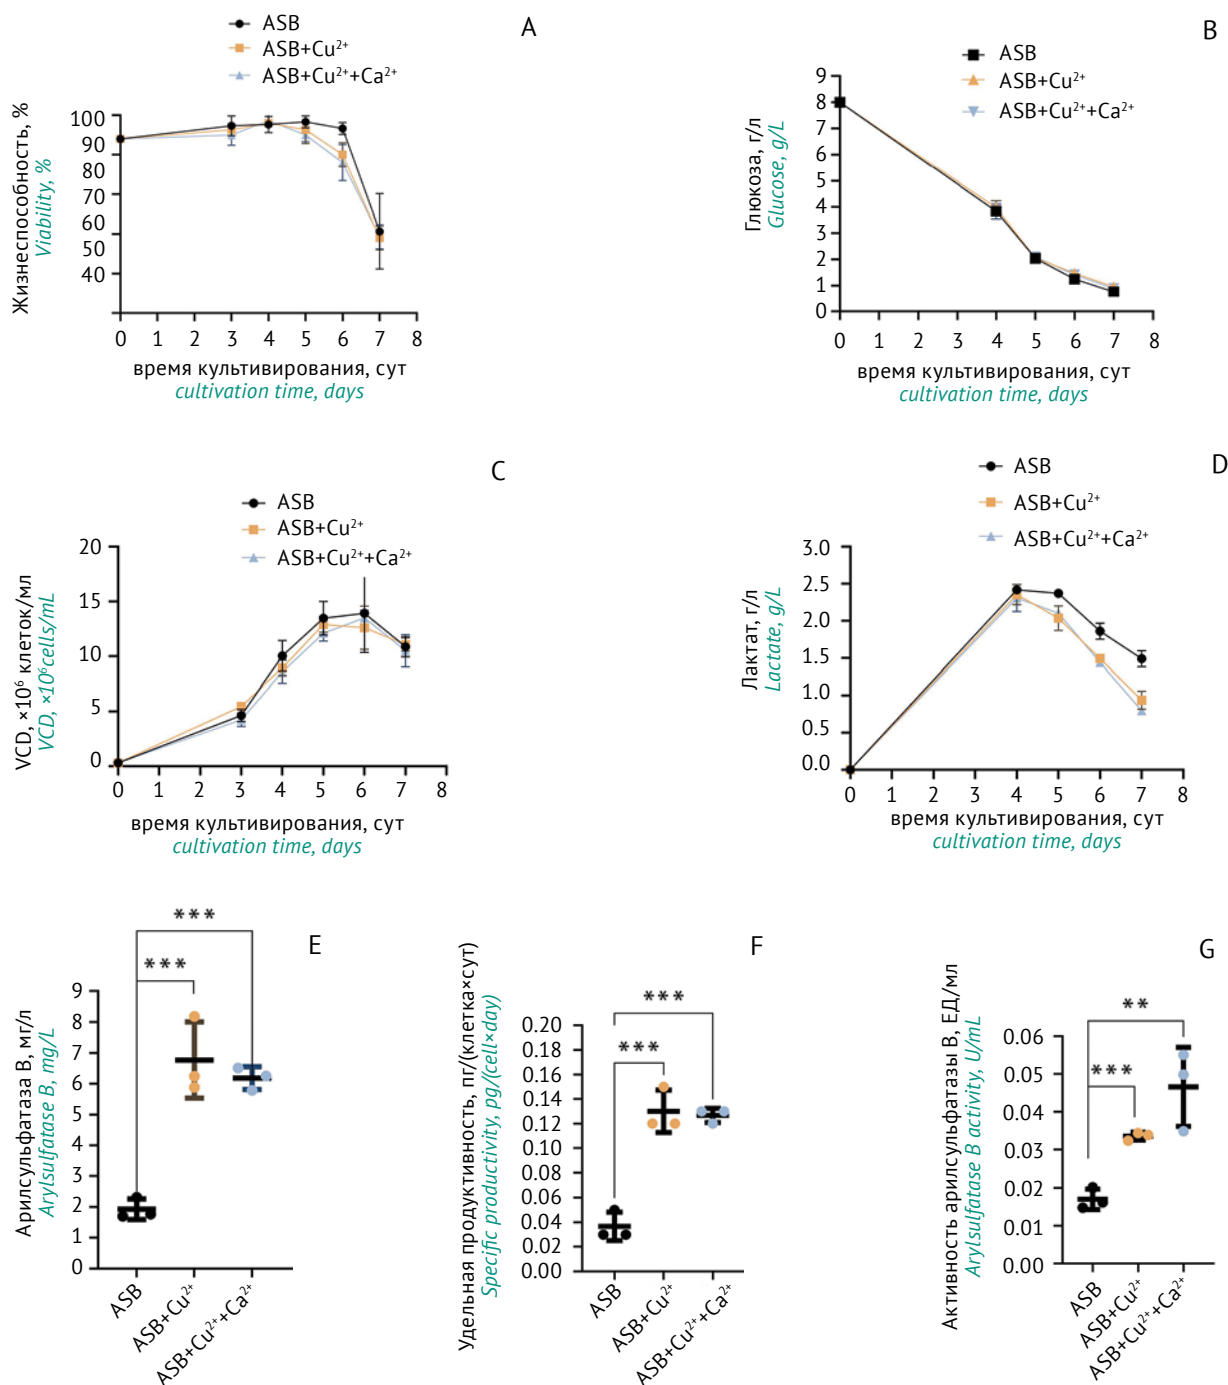 ASB
ASB+Cu²⁺
ASB+Cu²⁺+Ca²⁺
A
Жизнеспособность, %
Viability, %
100
90
80
70
60
50
40
0 1 2 3 4 5 6 7 8
время культивирования, сут
cultivation time, days
B
ASB
ASB+Cu²⁺
ASB+Cu²⁺+Ca²⁺
Глюкоза, г/л
Glucose, g/L
9
8
7
6
5
4
3
2
1
0
0 1 2 3 4 5 6 7 8
время культивирования, сут
cultivation time, days
C
ASB
ASB+Cu²⁺
ASB+Cu²⁺+Ca²⁺
VCD, ×10⁶ клеток/мл
VCD, ×10⁶cells/mL
20
15
10
5
0
0 1 2 3 4 5 6 7 8
время культивирования, сут
cultivation time, days
D
ASB
ASB+Cu²⁺
ASB+Cu²⁺+Ca²⁺
Лактат, г/л
Lactate, g/L
3.0
2.5
2.0
1.5
1.0
0.5
0.0
0 1 2 3 4 5 6 7 8
время культивирования, сут
cultivation time, days
E
***
***
Арилсульфатаза B, мг/л
Arylsulfatase B, mg/L
9
8
7
6
5
4
3
2
1
0
ASB
ASB+Cu²⁺
ASB+Cu²⁺+Ca²⁺
F
***
***
Удельная продуктивность, пг/(клетка×сут)
Specific productivity, pg/(cell×day)
0.20
0.18
0.16
0.14
0.12
0.10
0.08
0.06
0.04
0.02
0.00
ASB
ASB+Cu²⁺
ASB+Cu²⁺+Ca²⁺
G
**
***
Активность арилсульфатазы B, ЕД/мл
Arylsulfatase B activity, U/mL
0.06
0.05
0.04
0.03
0.02
0.01
0.00
ASB
ASB+Cu²⁺
ASB+Cu²⁺+Ca²⁺